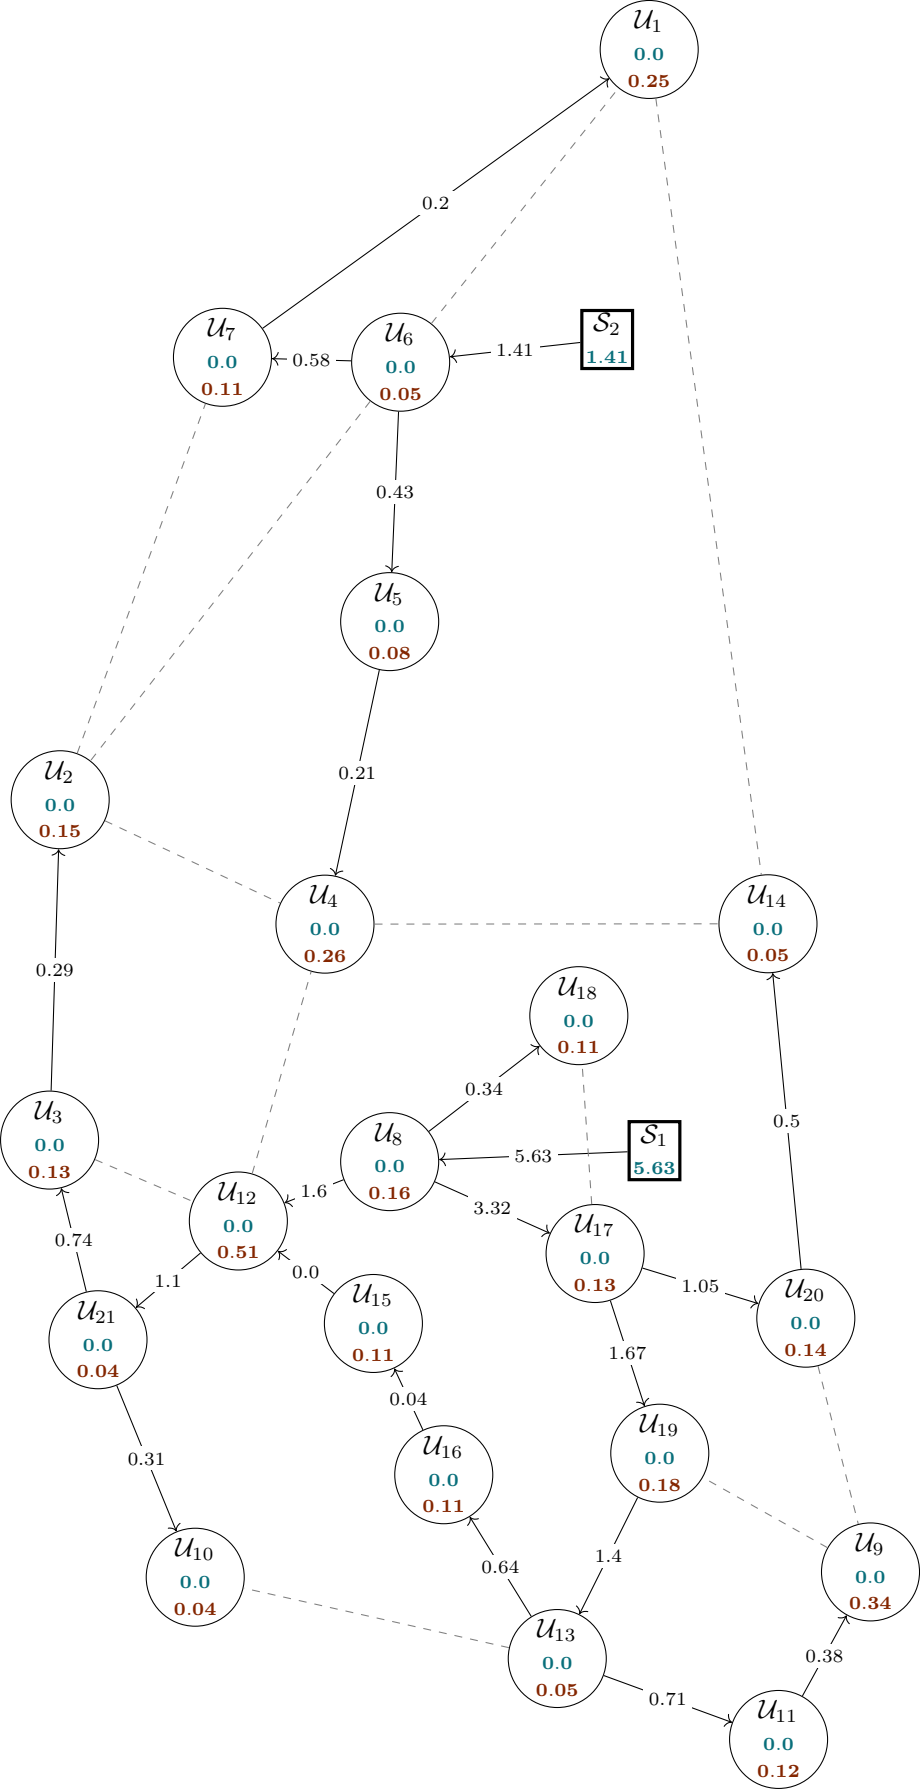 𝒰₁
0.0
0.25
0.2
𝒰₇
0.0
0.11
0.58
𝒰₆
0.0
0.05
1.41
𝒮₂
1.41
0.43
𝒰₅
0.0
0.08
0.21
𝒰₂
0.0
0.15
𝒰₄
0.0
0.26
𝒰₁₄
0.0
0.05
0.29
𝒰₁₈
0.0
0.11
0.34
𝒰₃
0.0
0.13
𝒰₈
0.0
0.16
5.63
𝒮₁
5.63
𝒰₁₂
0.0
0.51
1.6
3.32
0.5
𝒰₁₇
0.0
0.13
0.74
1.1
0.0
1.05
𝒰₂₀
0.0
0.14
𝒰₂₁
0.0
0.04
𝒰₁₅
0.0
0.11
1.67
0.04
𝒰₁₉
0.0
0.18
0.31
𝒰₁₆
0.0
0.11
𝒰₁₀
0.0
0.04
0.64
1.4
𝒰₉
0.0
0.34
𝒰₁₃
0.0
0.05
0.38
0.71
𝒰₁₁
0.0
0.12